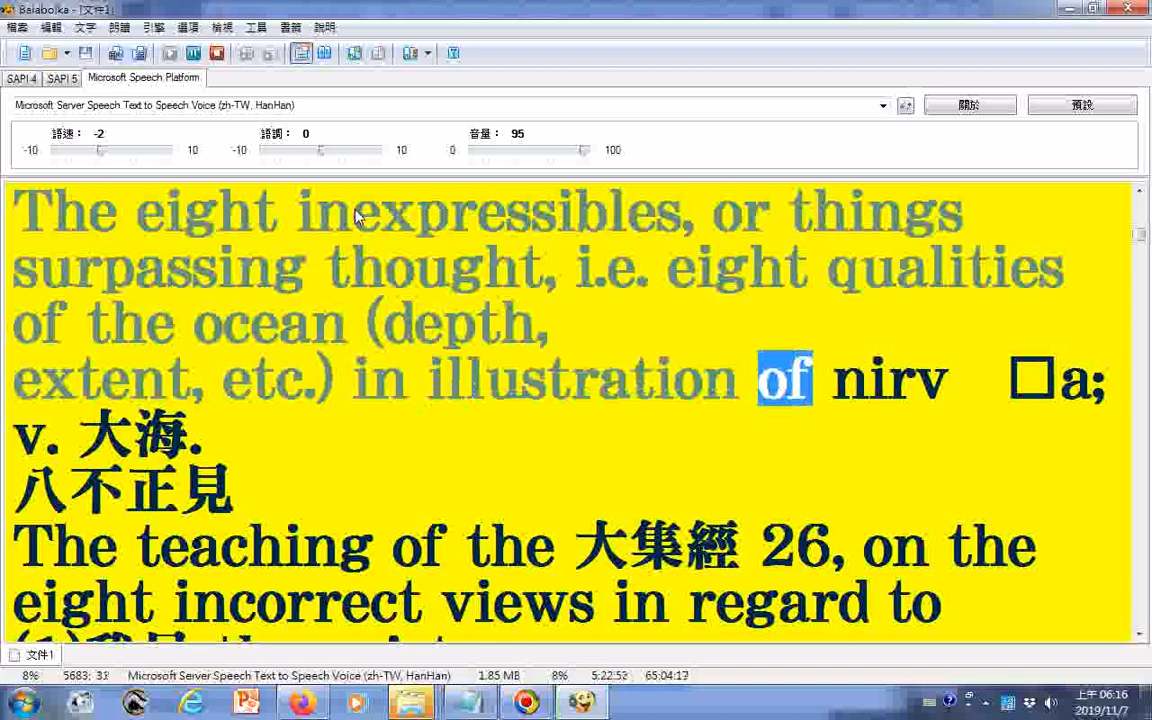 Balabolka - [文件1]
檔案 編輯 文字 朗讀 引擎 選項 檢視 工具 書籤 說明
SAPI 4 SAPI 5 Microsoft Speech Platform
Microsoft Server Speech Text to Speech Voice (zh-TW, HanHan) 關於 預設
語速： -2 語調： 0 音量： 95
-10 10 -10 10 0 100
The eight inexpressibles, or things
surpassing thought, i.e. eight qualities
of the ocean (depth,
extent, etc.) in illustration of nirv □a;
v. 大海.
八不正見
The teaching of the 大集經 26, on the
eight incorrect views in regard to
文件1
8% 5683: 31 Microsoft Server Speech Text to Speech Voice (zh-TW, HanHan) 1.85 MB 8% 5:22:53 65:04:17
上午 06:16
2019/11/7